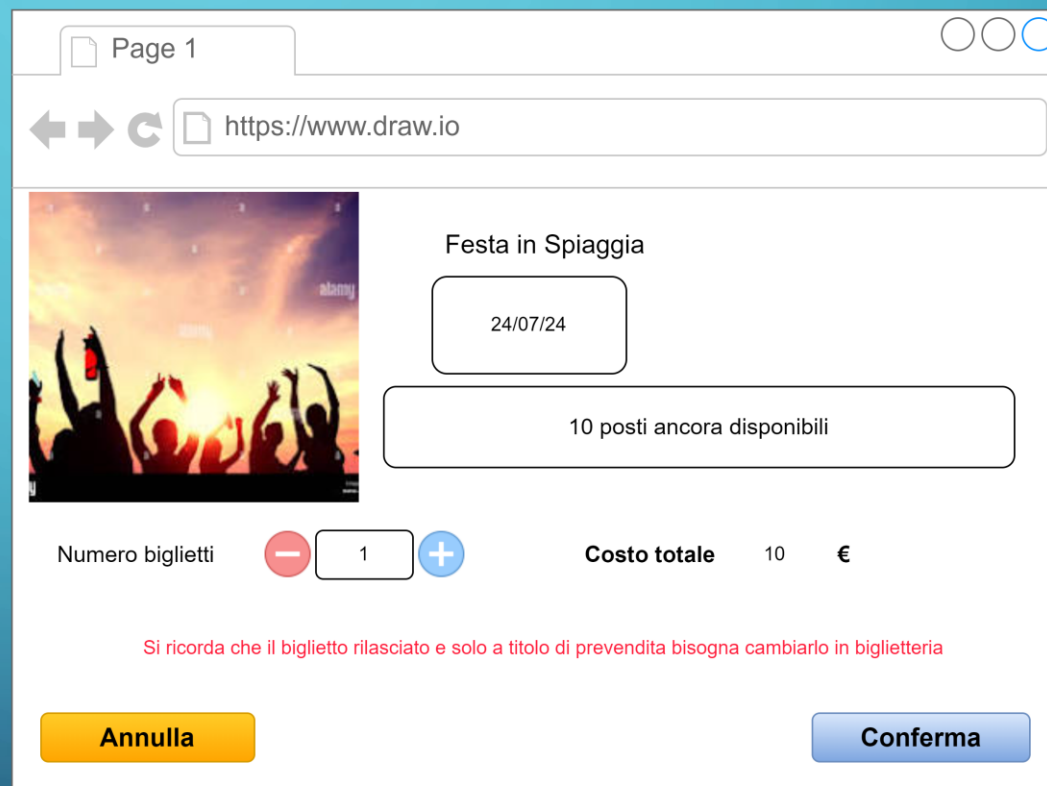 Page 1
https://www.draw.io
alamy
alamy
Festa in Spiaggia
24/07/24
10 posti ancora disponibili
Numero biglietti 1 Costo totale 10 €
Si ricorda che il biglietto rilasciato e solo a titolo di prevendita bisogna cambiarlo in biglietteria
Annulla Conferma